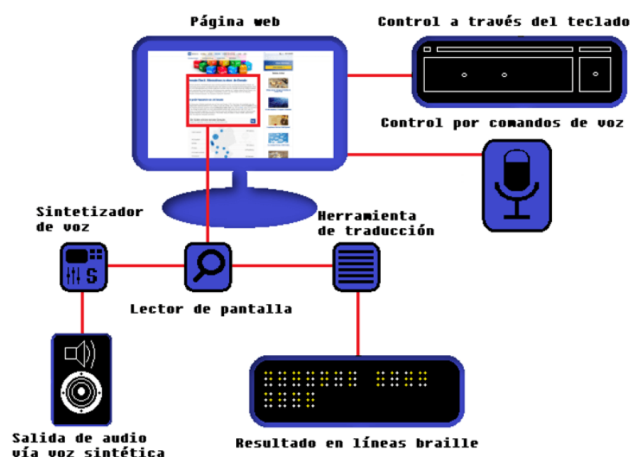 Página web
Control a través del teclado
Control por comandos de voz
Sintetizador
de voz
Herramienta
de traducción
S
Lector de pantalla
Salida de audio
vía voz sintética
Resultado en líneas braille